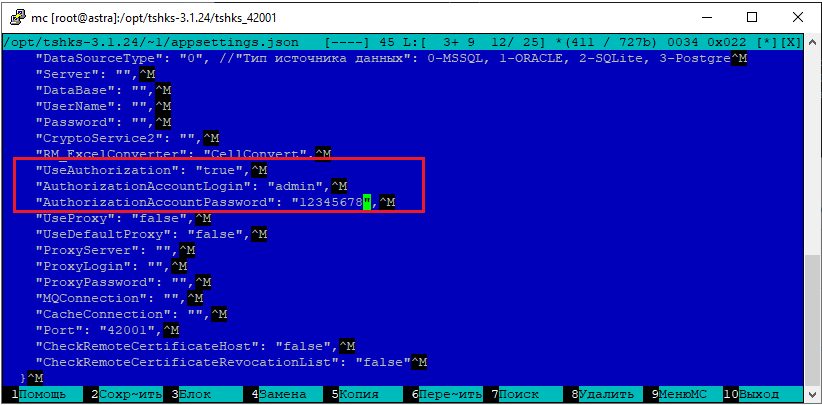 mc [root@astra]:/opt/tshks-3.1.24/tshks_42001
/opt/tshks-3.1.24/~1/appsettings.json [----] 45 L:[ 3+ 9 12/ 25] *(411 / 727b) 0034 0x022 [*][X]
"DataSourceType": "0", //"Тип источника данных": 0-MSSQL, 1-ORACLE, 2-SQLite, 3-Postgre^M
"Server": "",^M
"DataBase": "",^M
"UserName": "",^M
"Password": "",^M
"CryptoService2": "",^M
"RM_ExcelConverter": "CellConvert",^M
"UseAuthorization": "true",^M
"AuthorizationAccountLogin": "admin",^M
"AuthorizationAccountPassword": "12345678",^M
"UseProxy": "false",^M
"UseDefaultProxy": "false",^M
"ProxyServer": "",^M
"ProxyLogin": "",^M
"ProxyPassword": "",^M
"MQConnection": "",^M
"CacheConnection": "",^M
"Port": "42001",^M
"CheckRemoteCertificateHost": "false",^M
"CheckRemoteCertificateRevocationList": "false"^M
}^M
1Помощь 2Сохр~ить 3Блок 4Замена 5Копия 6Пере~ить 7Поиск 8Удалить 9МенюMC 10Выход